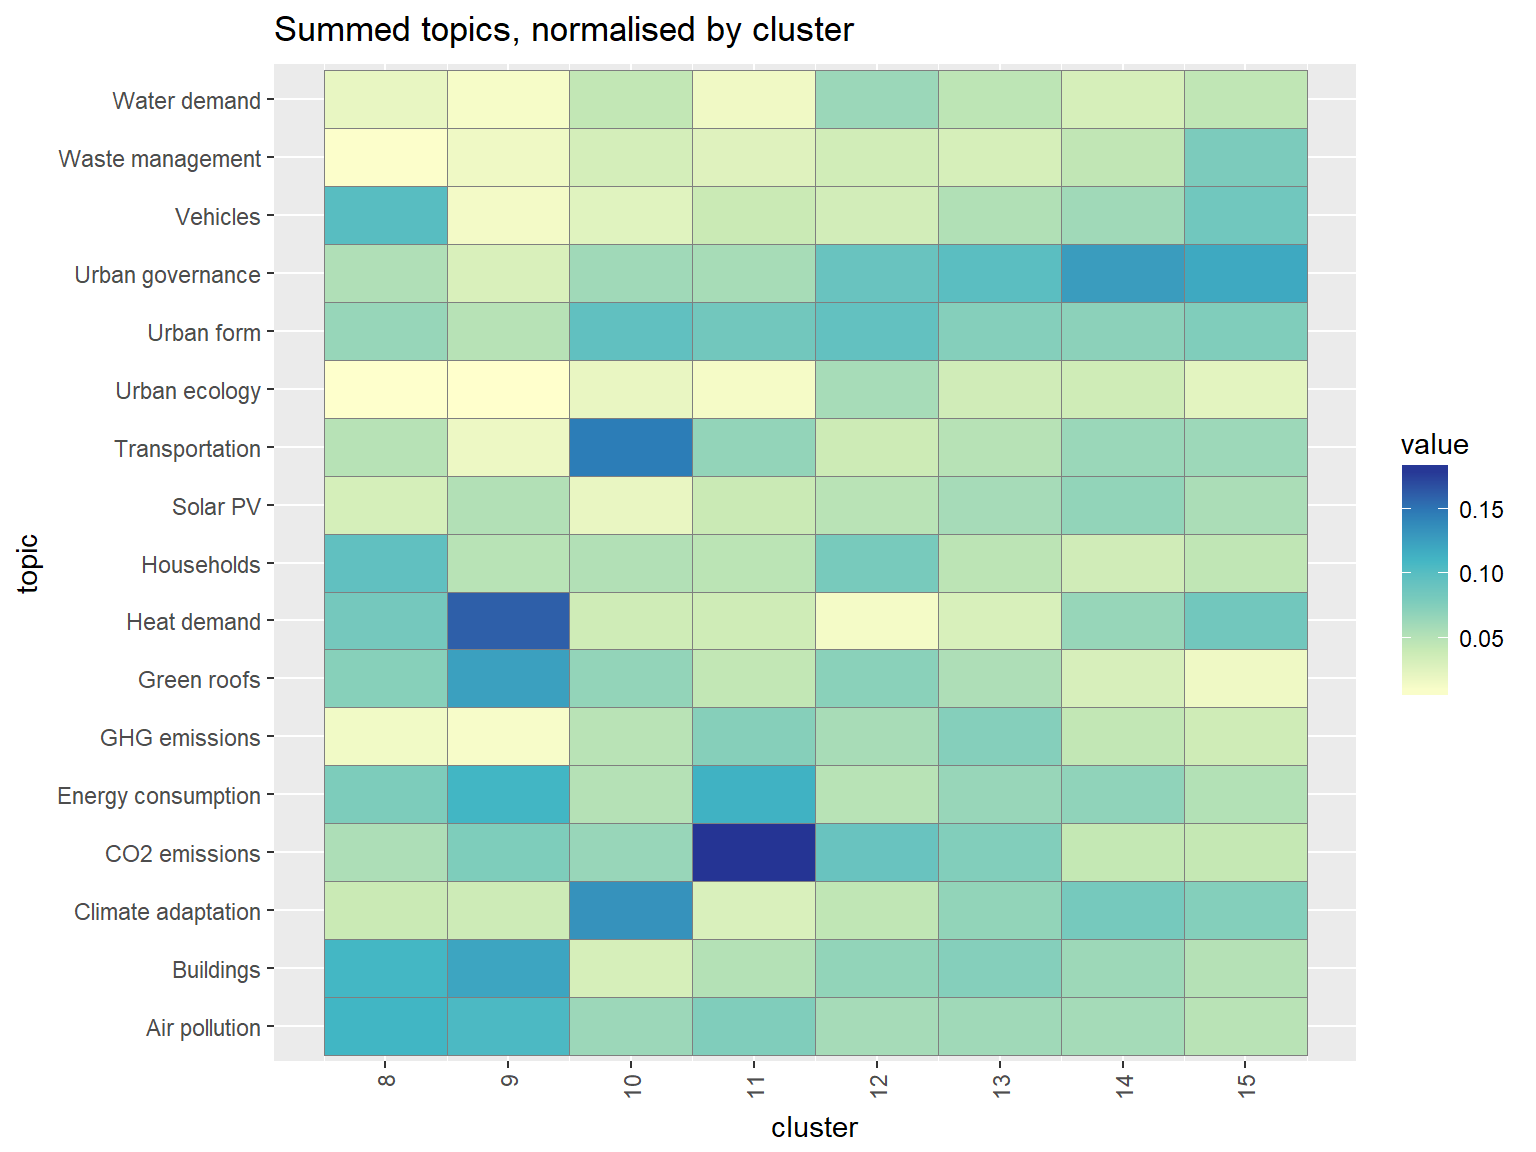 Summed topics, normalised by cluster
topic
Water demand
Waste management
Vehicles
Urban governance
Urban form
Urban ecology
Transportation
Solar PV
Households
Heat demand
Green roofs
GHG emissions
Energy consumption
CO2 emissions
Climate adaptation
Buildings
Air pollution
8 9 10 11 12 13 14 15
cluster
value
0.15
0.10
0.05